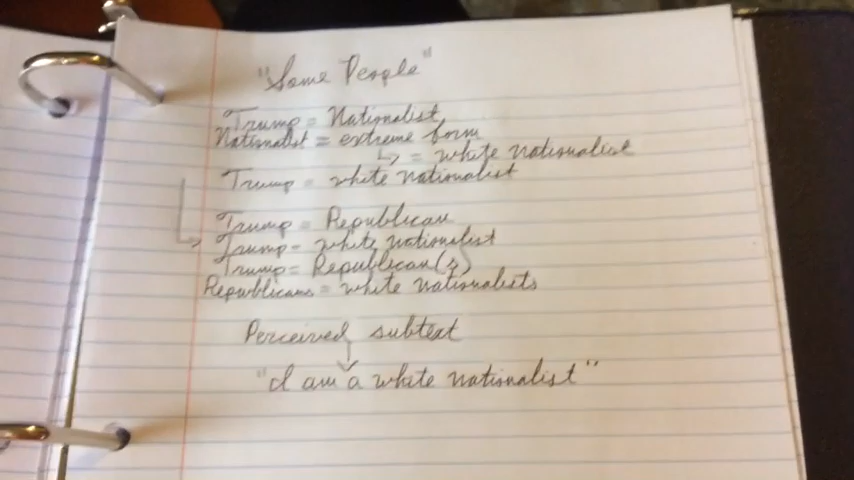 "Some People"
Trump = Nationalist
Nationalist = extreme form
↳ = white nationalist
Trump = white nationalist
Trump = Republican
Trump = white nationalist
Trump = Republican(s)
Republicans = white nationalists
Perceived subtext
"I am a white nationalist"